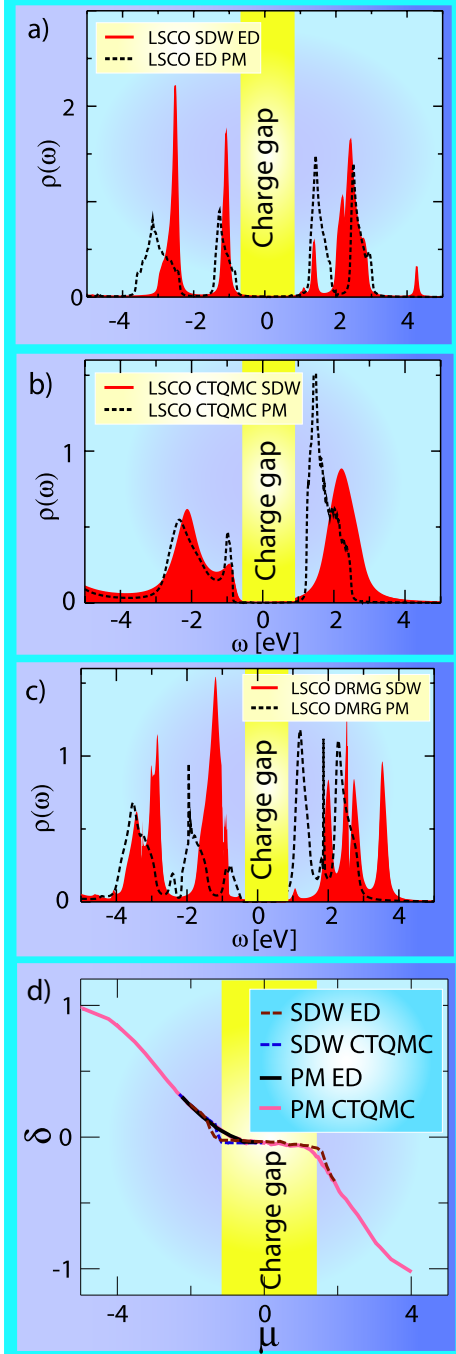 a)
LSCO SDW ED
LSCO ED PM
2
1
0
ρ(ω)
Charge gap
-4 -2 0 2 4
b)
LSCO CTQMC SDW
LSCO CTQMC PM
1
0
ρ(ω)
Charge gap
-4 -2 0 2 4
ω [eV]
c)
LSCO DRMG SDW
LSCO DMRG PM
1
0
ρ(ω)
Charge gap
-4 -2 0 2 4
ω [eV]
d)
SDW ED
SDW CTQMC
PM ED
PM CTQMC
1
0
-1
δ
Charge gap
-4 -2 0 2 4
μ